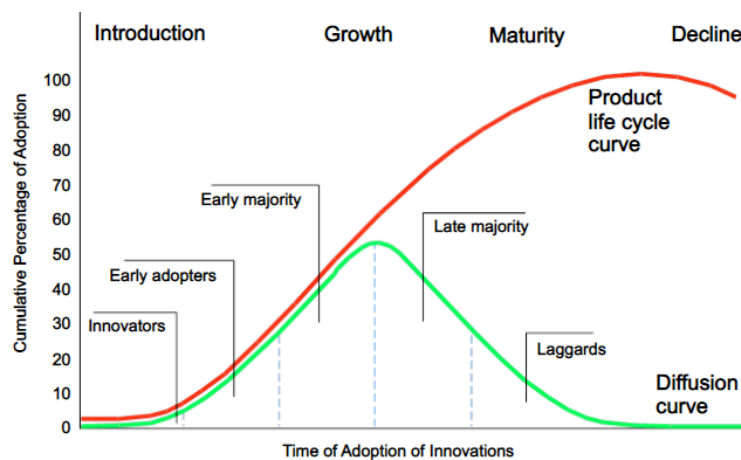 Introduction
Growth
Maturity
Decline
Cumulative Percentage of Adoption
100
90
80
70
60
50
40
30
20
10
0
Product
life cycle
curve
Early majority
Late majority
Early adopters
Innovators
Laggards
Diffusion
curve
Time of Adoption of Innovations